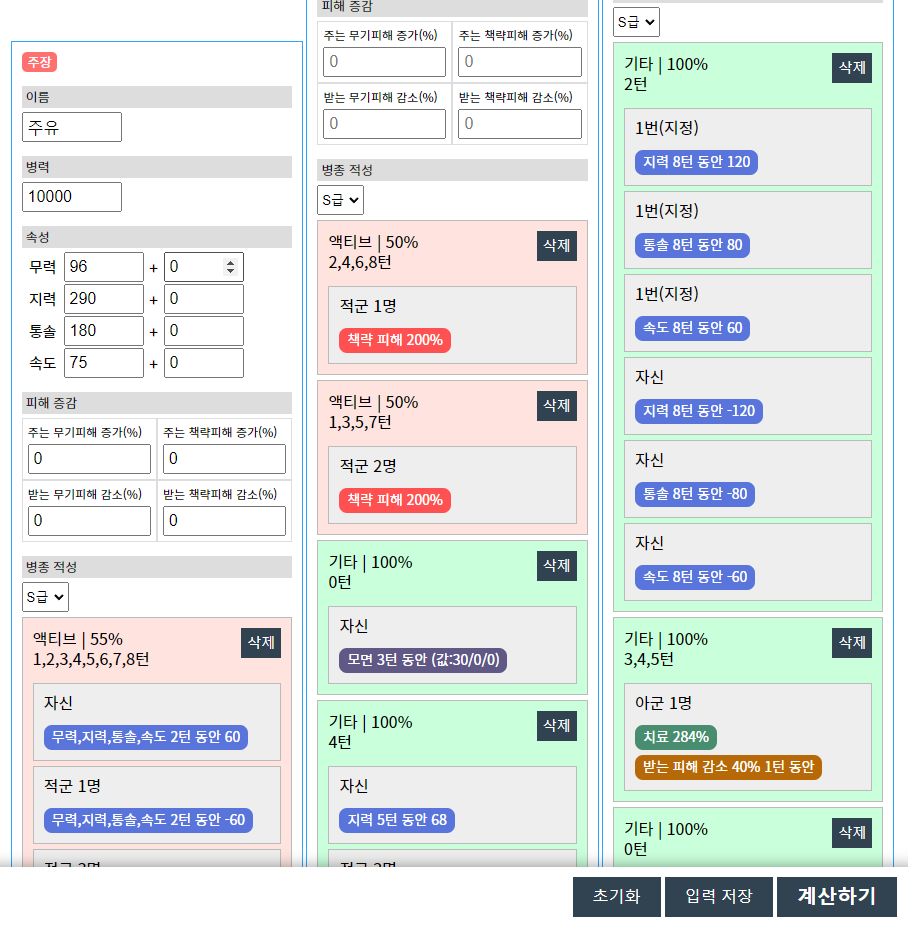 주장
이름
주유
병력
10000
속성
무력 96 + 0
지력 290 + 0
통솔 180 + 0
속도 75 + 0
피해 증감
주는 무기피해 증가(%) 주는 책략피해 증가(%)
0 0
받는 무기피해 감소(%) 받는 책략피해 감소(%)
0 0
병종 적성
S급
액티브 | 55% 삭제
1,2,3,4,5,6,7,8턴
자신
무력,지력,통솔,속도 2턴 동안 60
적군 1명
무력,지력,통솔,속도 2턴 동안 -60
피해 증감
주는 무기피해 증가(%) 주는 책략피해 증가(%)
0 0
받는 무기피해 감소(%) 받는 책략피해 감소(%)
0 0
병종 적성
S급
액티브 | 50% 삭제
2,4,6,8턴
적군 1명
책략 피해 200%
액티브 | 50% 삭제
1,3,5,7턴
적군 2명
책략 피해 200%
기타 | 100% 삭제
0턴
자신
모면 3턴 동안 (값:30/0/0)
기타 | 100% 삭제
4턴
자신
지력 5턴 동안 68
S급
기타 | 100% 삭제
2턴
1번(지정)
지력 8턴 동안 120
1번(지정)
통솔 8턴 동안 80
1번(지정)
속도 8턴 동안 60
자신
지력 8턴 동안 -120
자신
통솔 8턴 동안 -80
자신
속도 8턴 동안 -60
기타 | 100% 삭제
3,4,5턴
아군 1명
치료 284%
받는 피해 감소 40% 1턴 동안
기타 | 100% 삭제
0턴
초기화 입력 저장 계산하기